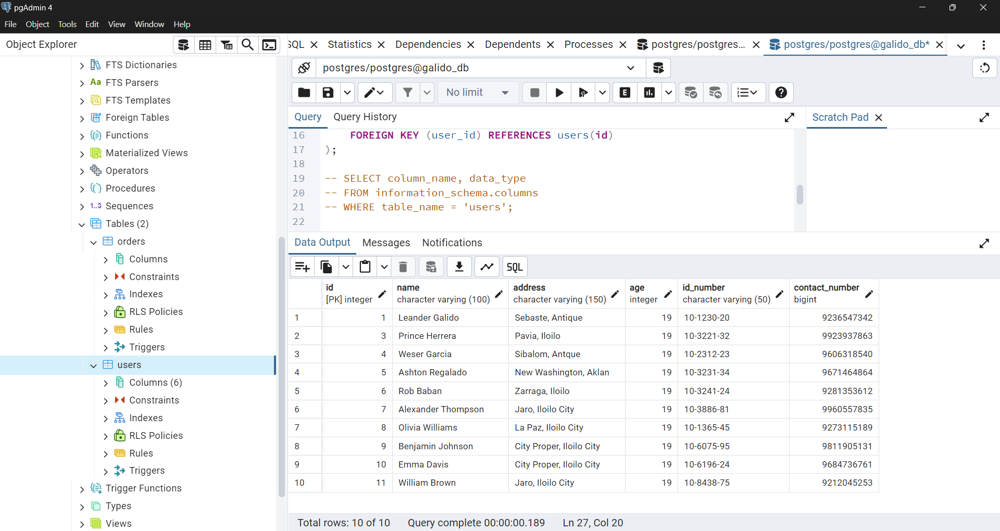 pgAdmin 4
File Object Tools Edit View Window Help
Object Explorer
SQL Statistics Dependencies Dependents Processes postgres/postgres... postgres/postgres@galido_db*
FTS Dictionaries
Aa FTS Parsers
FTS Templates
Foreign Tables
Functions
Materialized Views
Operators
Procedures
1..3 Sequences
Tables (2)
orders
Columns
Constraints
Indexes
RLS Policies
Rules
Triggers
users
Columns (6)
Constraints
Indexes
RLS Policies
Rules
Triggers
Trigger Functions
Types
Views
postgres/postgres@galido_db
No limit E
Query Query History
Scratch Pad
16 FOREIGN KEY (user_id) REFERENCES users(id)
17 );
18
19 -- SELECT column_name, data_type
20 -- FROM information_schema.columns
21 -- WHERE table_name = 'users';
22
Data Output Messages Notifications
SQL
id name address age id_number contact_number
[PK] integer character varying (100) character varying (150) integer character varying (50) bigint
1 1 Leander Galido Sebaste, Antique 19 10-1230-20 9236547342
2 3 Prince Herrera Pavia, Iloilo 19 10-3221-32 9923937863
3 4 Weser Garcia Sibalom, Antque 19 10-2312-23 9606318540
4 5 Ashton Regalado New Washington, Aklan 19 10-3231-34 9671464864
5 6 Rob Baban Zarraga, Iloilo 19 10-3241-24 9281353612
6 7 Alexander Thompson Jaro, Iloilo City 19 10-3886-81 9960557835
7 8 Olivia Williams La Paz, Iloilo City 19 10-1365-45 9273115189
8 9 Benjamin Johnson City Proper, Iloilo City 19 10-6075-95 9811905131
9 10 Emma Davis City Proper, Iloilo City 19 10-6196-24 9684736761
10 11 William Brown Jaro, Iloilo City 19 10-8438-75 9212045253
Total rows: 10 of 10 Query complete 00:00:00.189 Ln 27, Col 20